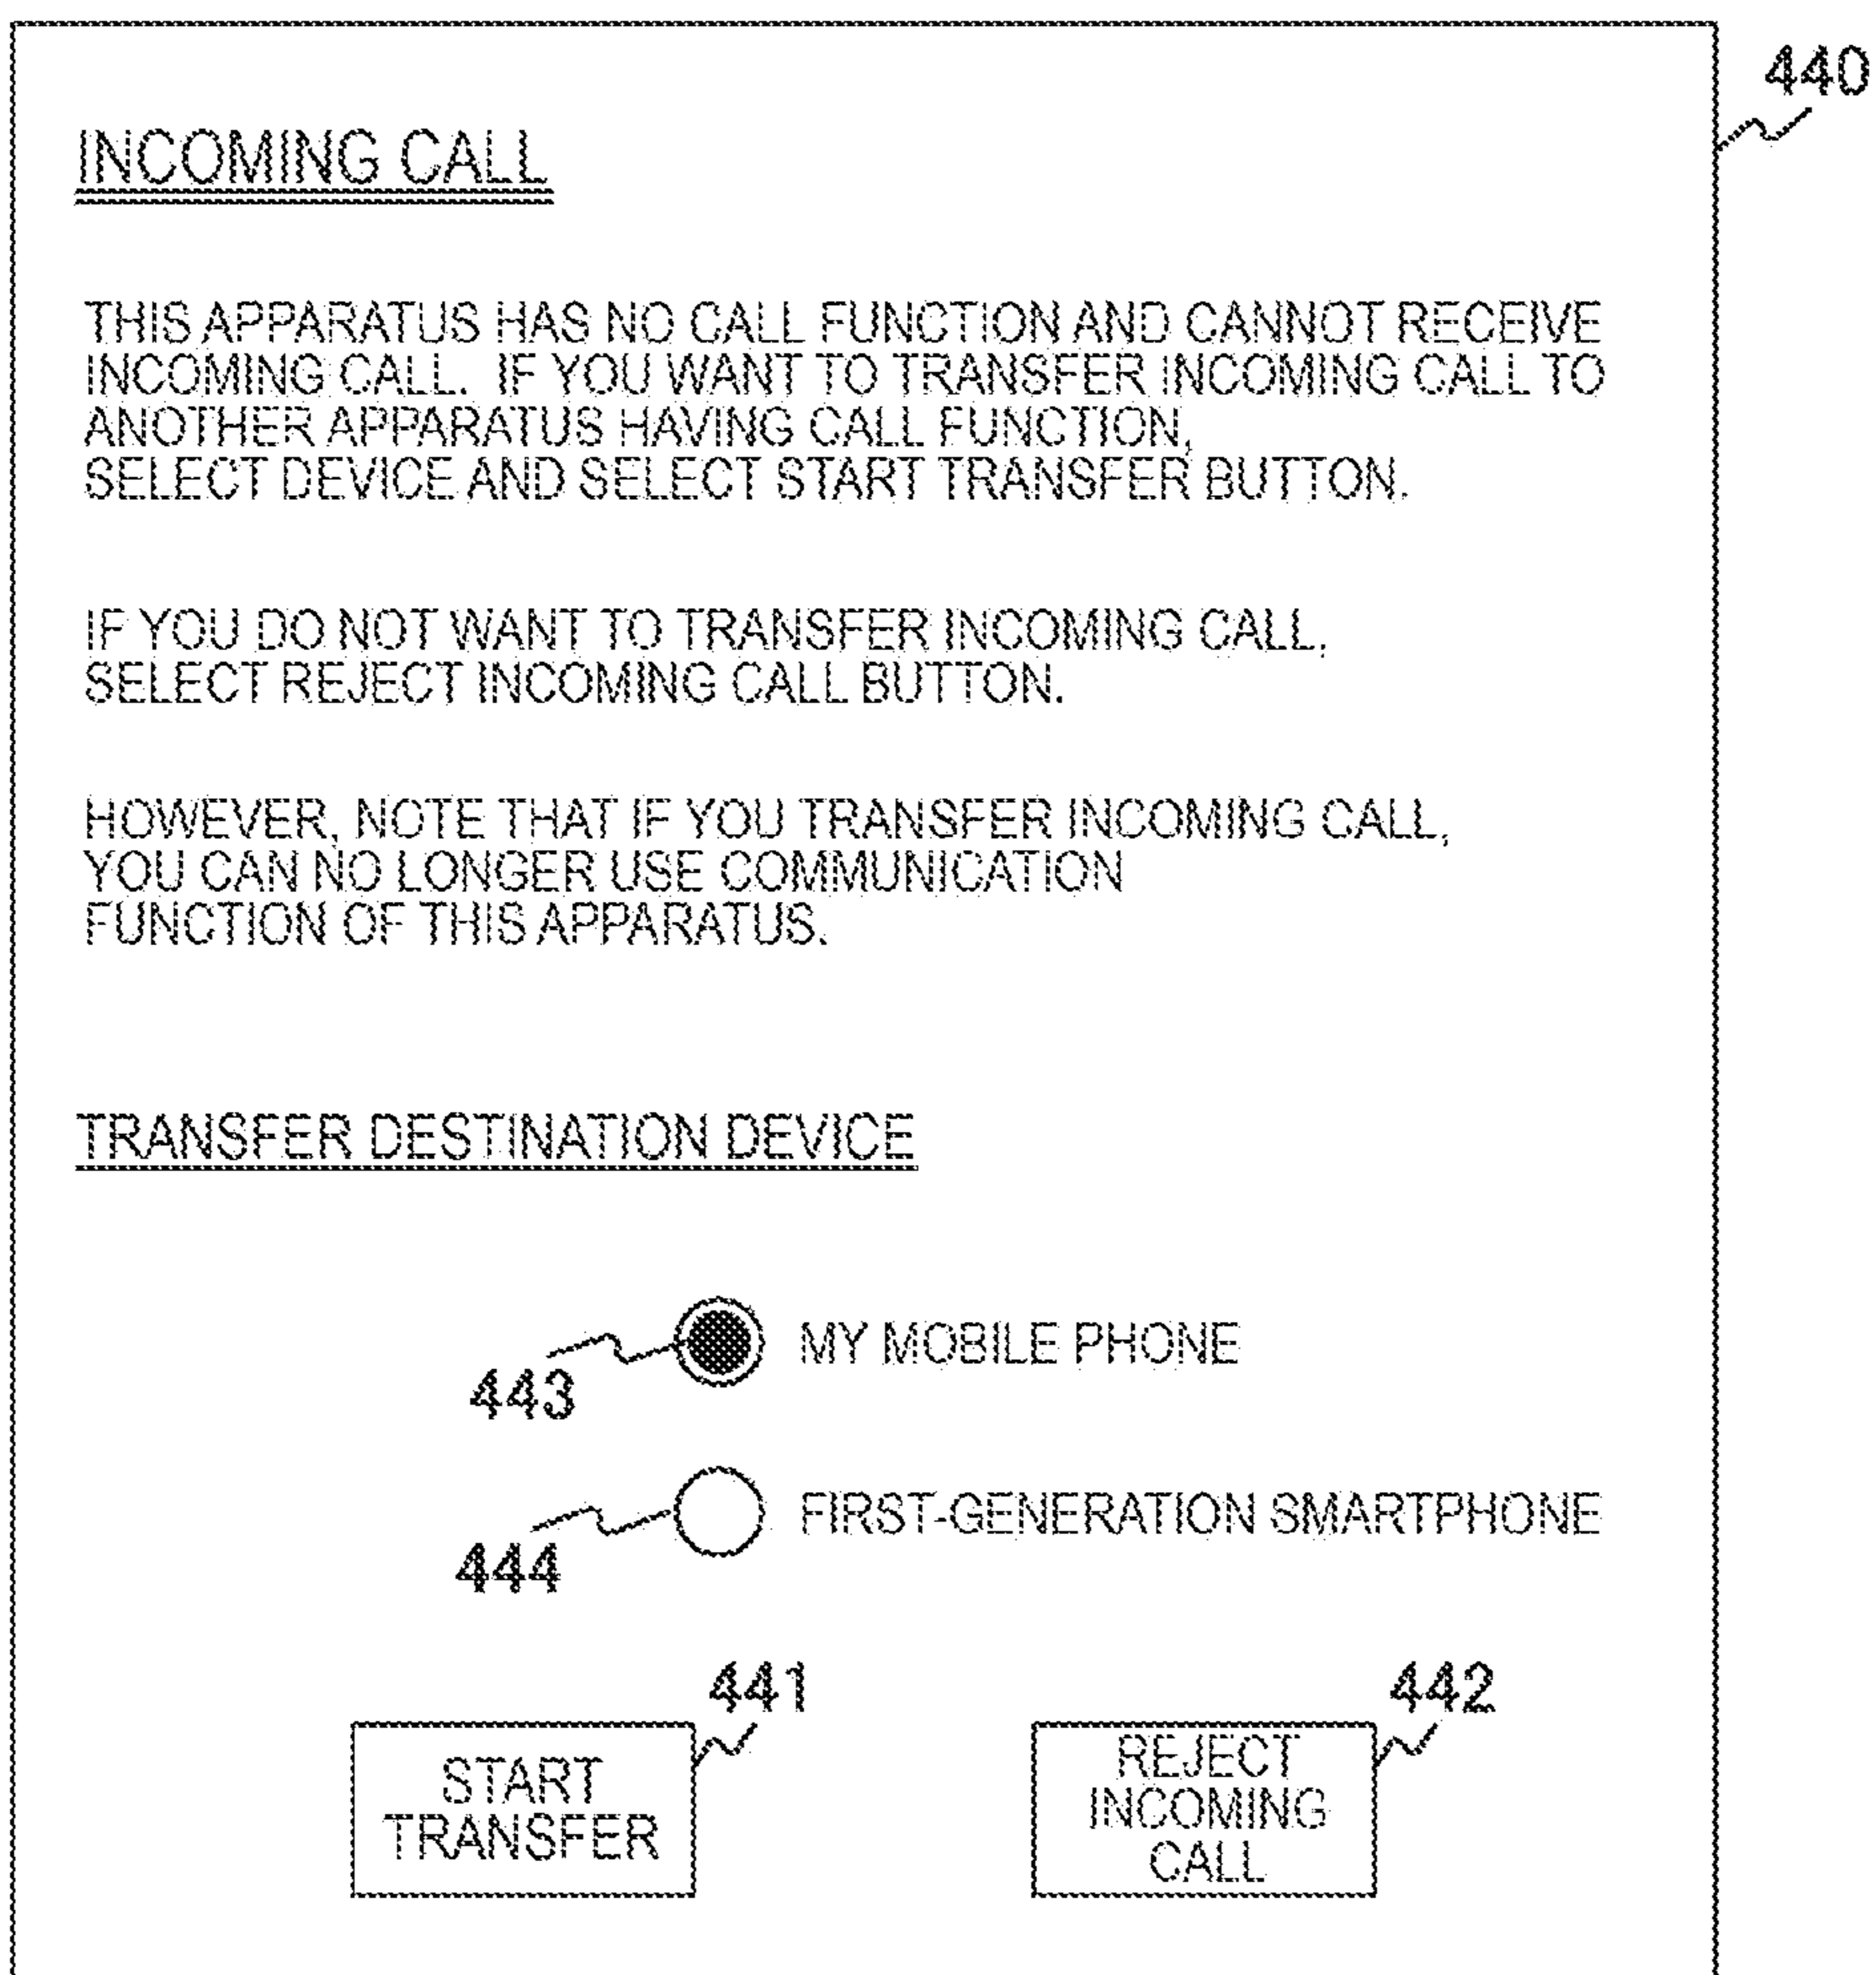 440
INCOMING CALL
THIS APPARATUS HAS NO CALL FUNCTION AND CANNOT RECEIVE
INCOMING CALL. IF YOU WANT TO TRANSFER INCOMING CALL TO
ANOTHER APPARATUS HAVING CALL FUNCTION,
SELECT DEVICE AND SELECT START TRANSFER BUTTON.
IF YOU DO NOT WANT TO TRANSFER INCOMING CALL,
SELECT REJECT INCOMING CALL BUTTON.
HOWEVER, NOTE THAT IF YOU TRANSFER INCOMING CALL,
YOU CAN NO LONGER USE COMMUNICATION
FUNCTION OF THIS APPARATUS.
TRANSFER DESTINATION DEVICE
MY MOBILE PHONE
443
FIRST-GENERATION SMARTPHONE
444
441
442
START
TRANSFER
REJECT
INCOMING
CALL